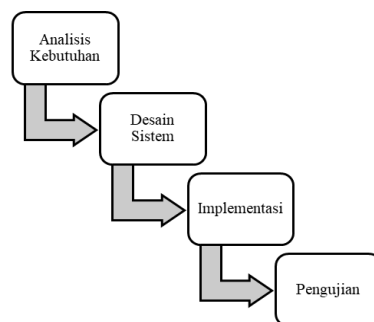 Analisis
Kebutuhan
Desain
Sistem
Implementasi
Pengujian